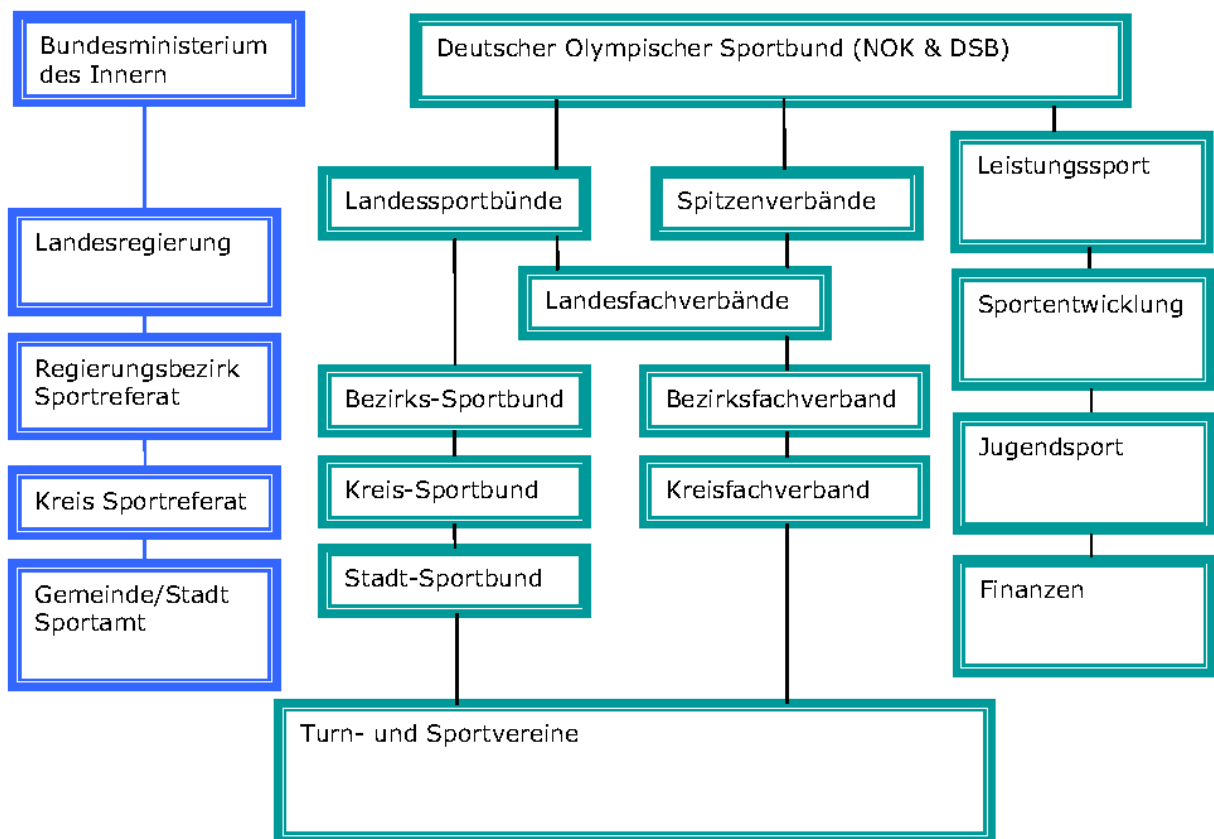 Bundesministerium
des Innern
Deutscher Olympischer Sportbund (NOK & DSB)
Leistungssport
Landessportbünde
Spitzenverbände
Landesregierung
Landesfachverbände
Sportentwicklung
Regierungsbezirk
Sportreferat
Bezirks-Sportbund
Bezirksfachverband
Jugendsport
Kreis Sportreferat
Kreis-Sportbund
Kreisfachverband
Gemeinde/Stadt
Sportamt
Stadt-Sportbund
Finanzen
Turn- und Sportvereine